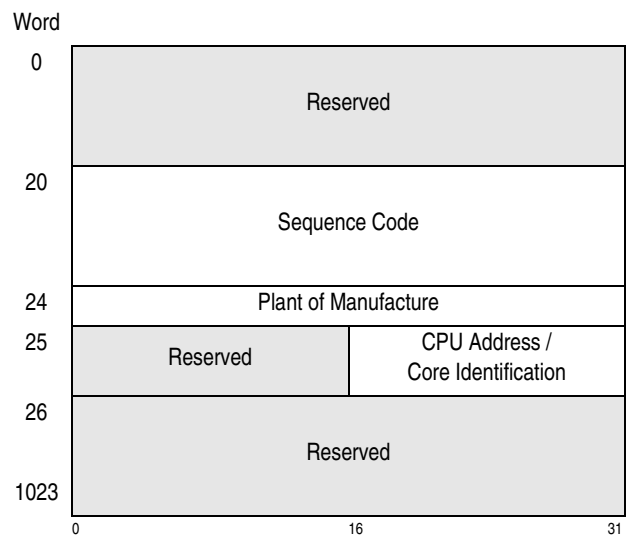 Word
0
Reserved
20
Sequence Code
24 Plant of Manufacture
25 Reserved CPU Address /
Core Identification
26
Reserved
1023
0 16 31